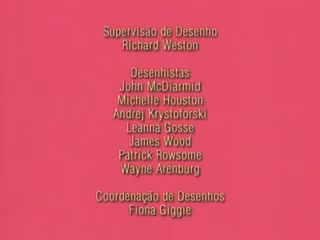 Supervisão de Desenho
Richard Weston
Desenhistas
John McDiarmid
Michelle Houston
Andrej Krystoforski
Leanna Gosse
James Wood
Patrick Rowsome
Wayne Arenburg
Coordenação de Desenhos
Fiona Giggie